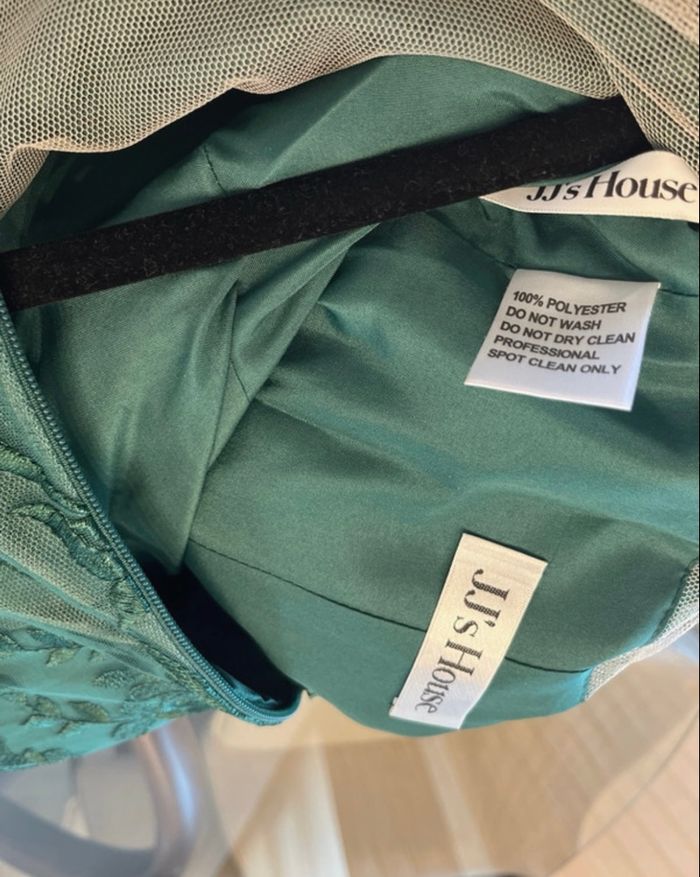 JJ's House
100% POLYESTER
DO NOT WASH
DO NOT DRY CLEAN
PROFESSIONAL
SPOT CLEAN ONLY
JJ's House